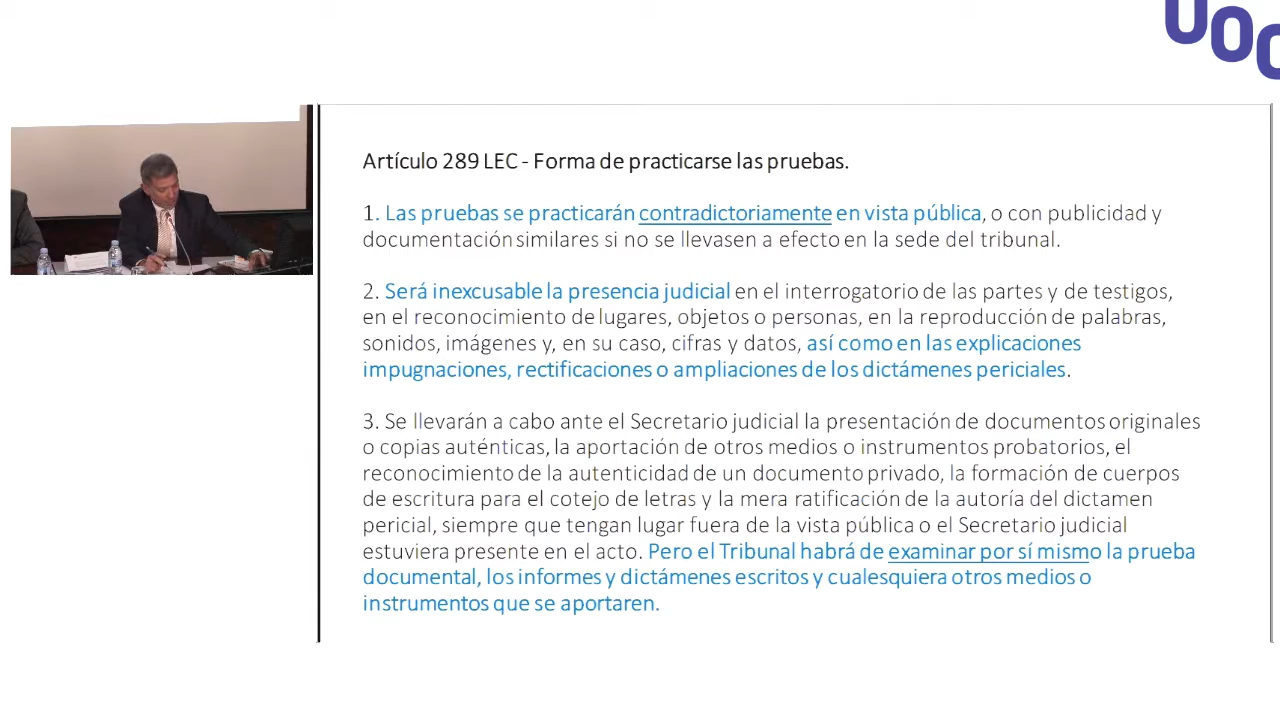 UOC
Artículo 289 LEC - Forma de practicarse las pruebas.
1. Las pruebas se practicarán contradictoriamente en vista pública, o con publicidad y
documentación similares si no se llevasen a efecto en la sede del tribunal.
2. Será inexcusable la presencia judicial en el interrogatorio de las partes y de testigos,
en el reconocimiento de lugares, objetos o personas, en la reproducción de palabras,
sonidos, imágenes y, en su caso, cifras y datos, así como en las explicaciones
impugnaciones, rectificaciones o ampliaciones de los dictámenes periciales.
3. Se llevarán a cabo ante el Secretario judicial la presentación de documentos originales
o copias auténticas, la aportación de otros medios o instrumentos probatorios, el
reconocimiento de la autenticidad de un documento privado, la formación de cuerpos
de escritura para el cotejo de letras y la mera ratificación de la autoría del dictamen
pericial, siempre que tengan lugar fuera de la vista pública o el Secretario judicial
estuviera presente en el acto. Pero el Tribunal habrá de examinar por sí mismo la prueba
documental, los informes y dictámenes escritos y cualesquiera otros medios o
instrumentos que se aportaren.